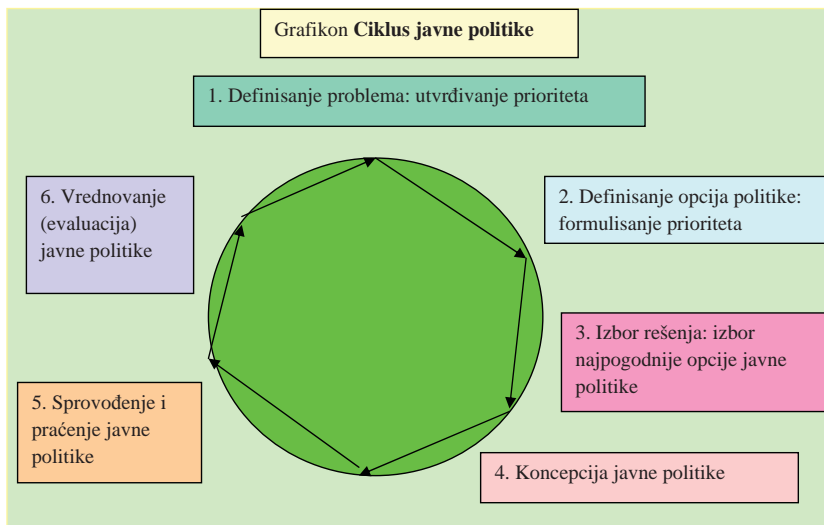 Grafikon Ciklus javne politike
1. Definisanje problema: utvrđivanje prioriteta
2. Definisanje opcija politike:
formulisanje prioriteta
3. Izbor rešenja: izbor
najpogodnije opcije javne
politike
4. Koncepcija javne politike
5. Sprovođenje i
praćenje javne
politike
6. Vrednovanje
(evaluacija)
javne politike